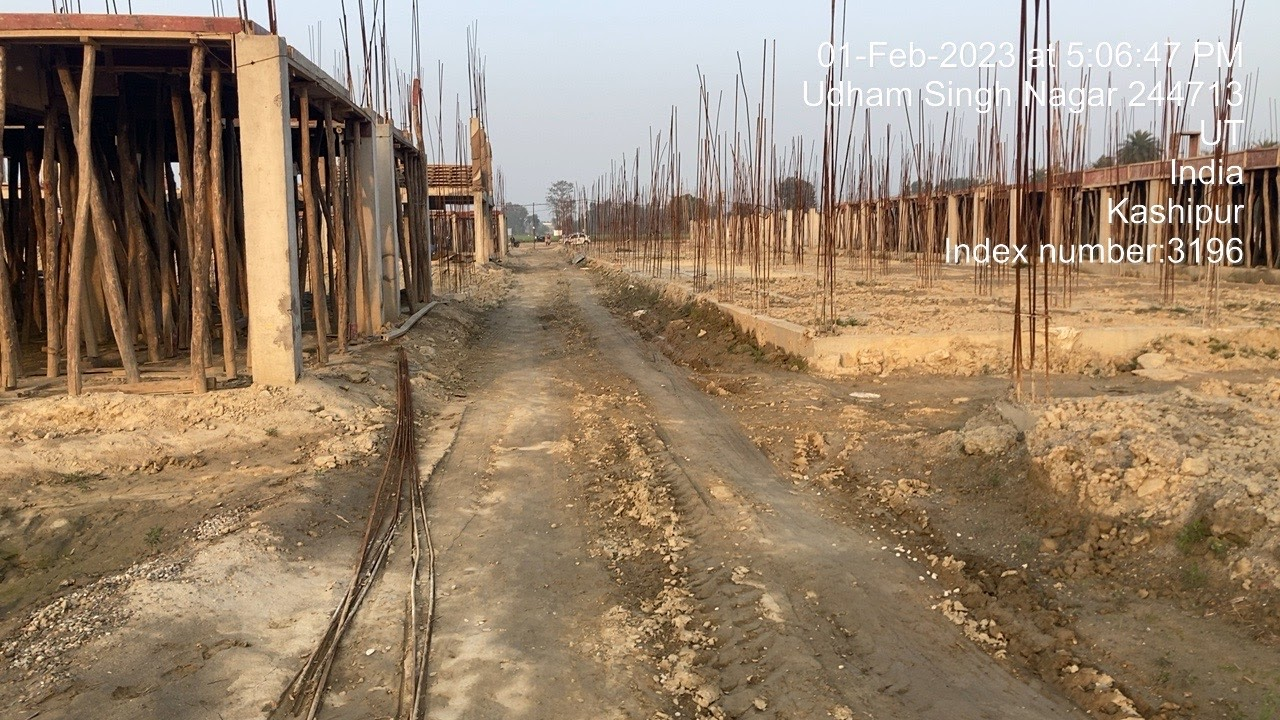 01-Feb-2023 at 5:06:47 PM
Udham Singh Nagar 244713
UT
India
Kashipur
Index number:3196